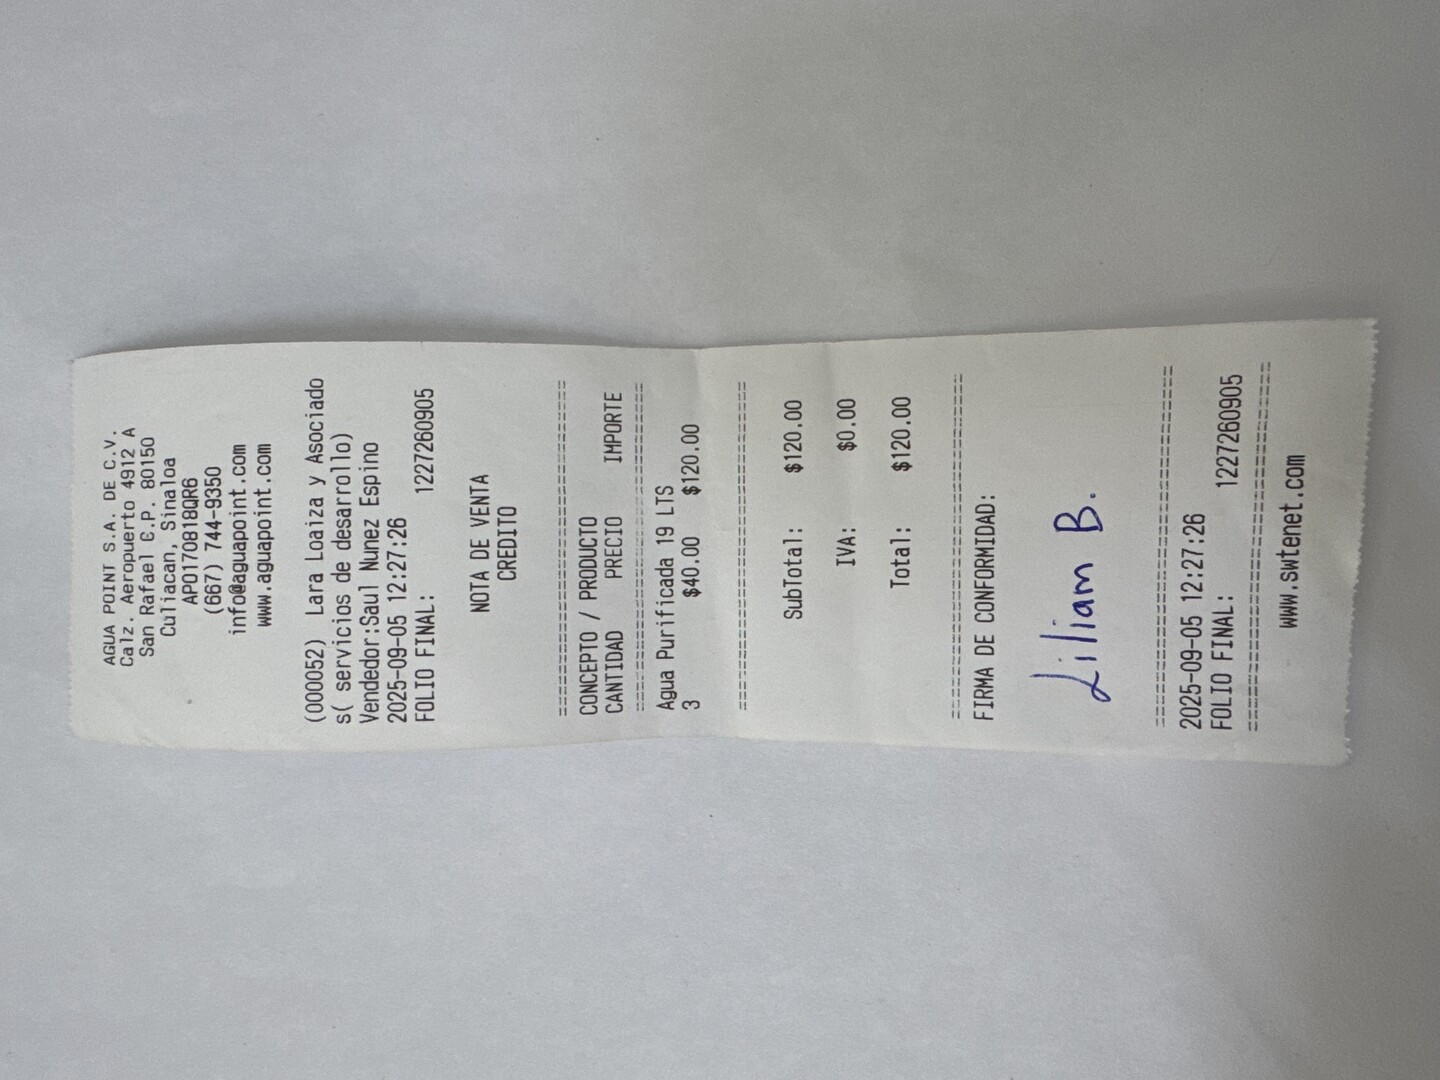 AGUA POINT S.A. DE C.V.
Calz. Aeropuerto 4912 A
San Rafael C.P. 80150
Culiacan, Sinaloa
APO170818QR6
(667) 744-9350
info@aguapoint.com
www.aguapoint.com
(000052) Lara Loaiza y Asociado
s( servicios de desarrollo)
Vendedor:Saul Nunez Espino
2025-09-05 12:27:26
FOLIO FINAL: 1227260905
NOTA DE VENTA
CREDITO
==============================
CONCEPTO / PRODUCTO
CANTIDAD PRECIO IMPORTE
==============================
Agua Purificada 19 LTS
3 $40.00 $120.00
==============================
SubTotal: $120.00
IVA: $0.00
Total: $120.00
==============================
FIRMA DE CONFORMIDAD:
Liliam B.
==============================
2025-09-05 12:27:26
FOLIO FINAL: 1227260905
==============================
www.swtenet.com